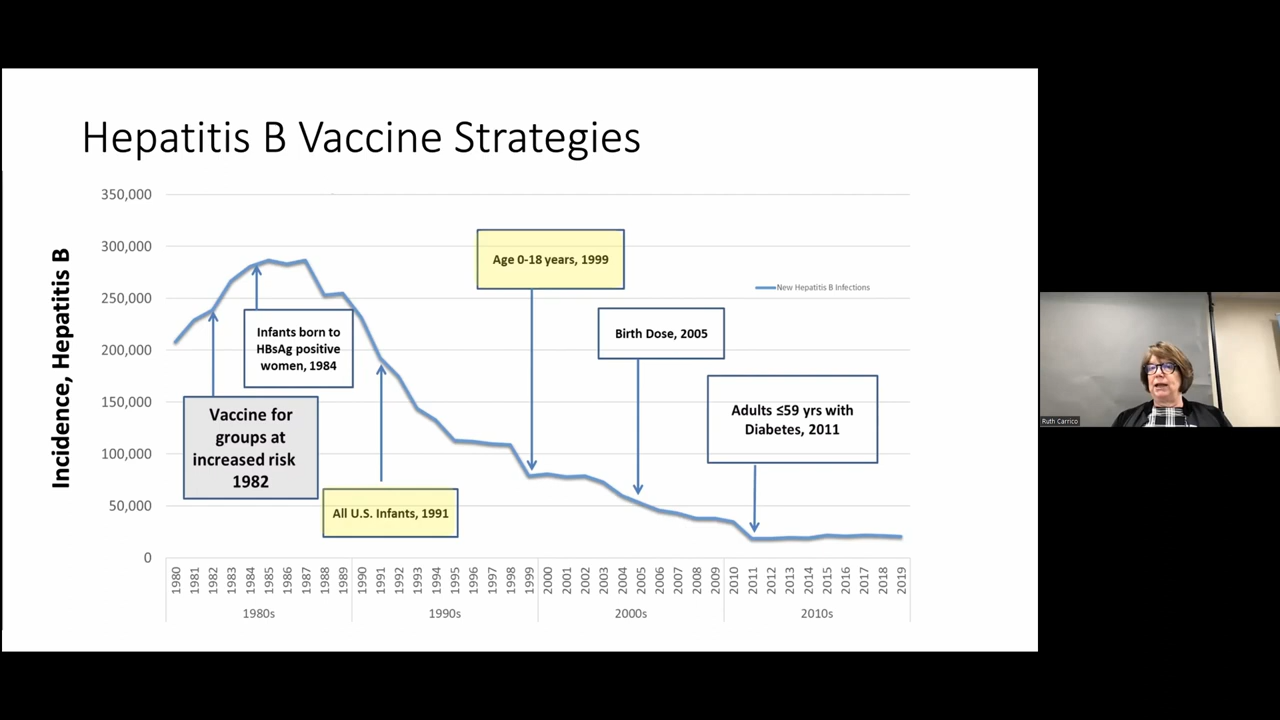 Hepatitis B Vaccine Strategies
Incidence, Hepatitis B
350,000
300,000
250,000
200,000
150,000
100,000
50,000
0
Age 0-18 years, 1999
New Hepatitis B Infections
Birth Dose, 2005
Infants born to
HBsAg positive
women, 1984
Adults ≤59 yrs with
Diabetes, 2011
Vaccine for
groups at
increased risk
1982
All U.S. Infants, 1991
1980 1981 1982 1983 1984 1985 1986 1987 1988 1989 1990 1991 1992 1993 1994 1995 1996 1997 1998 1999 2000 2001 2002 2003 2004 2005 2006 2007 2008 2009 2010 2011 2012 2013 2014 2015 2016 2017 2018 2019
1980s 1990s 2000s 2010s
Ruth Carrico